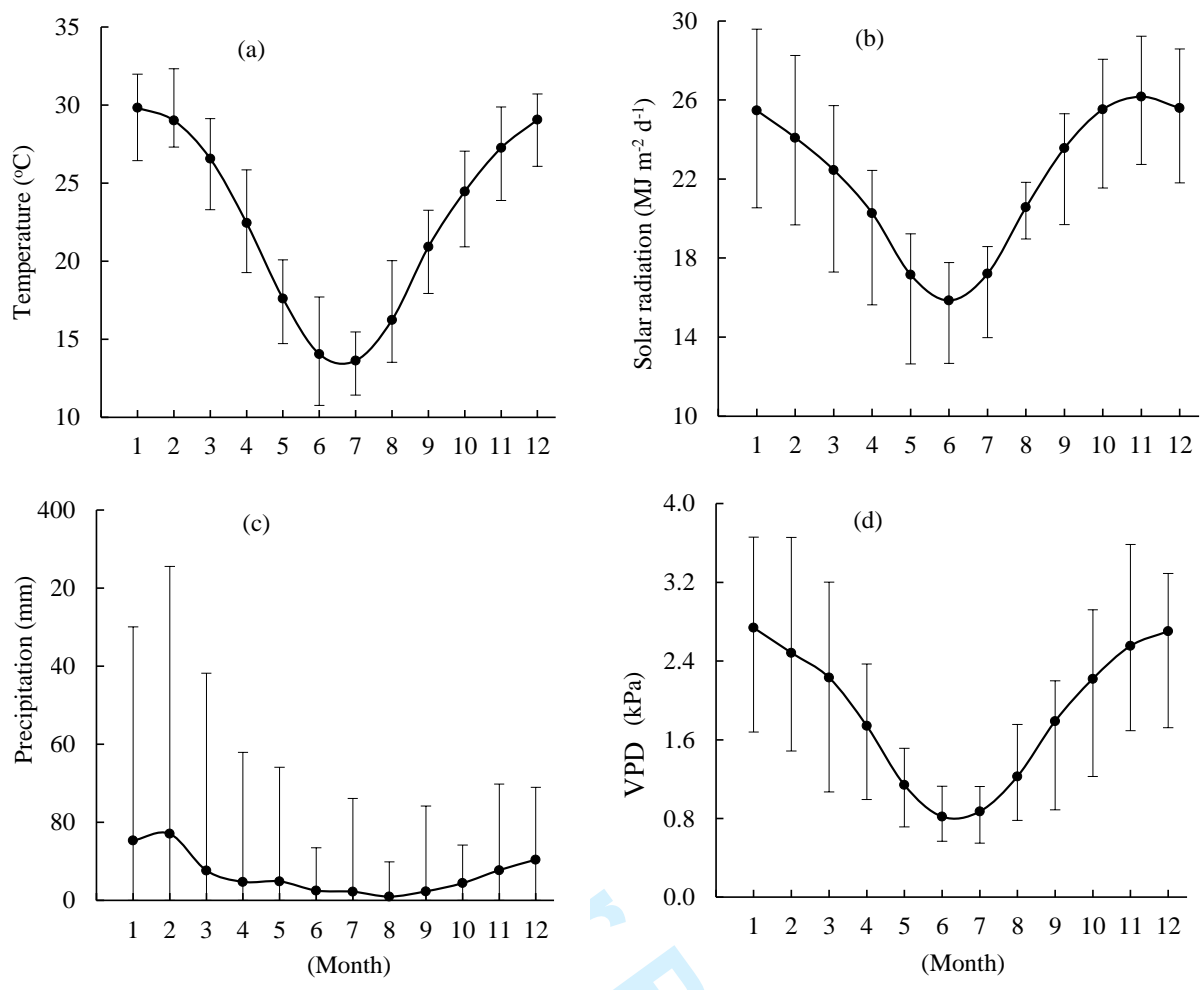 (a)
35
30
25
20
15
10
Temperature (ºC)
1 2 3 4 5 6 7 8 9 10 11 12
(b)
30
26
22
18
14
10
Solar radiation (MJ m-2 d-1)
1 2 3 4 5 6 7 8 9 10 11 12
(c)
400
20
40
60
80
0
Precipitation (mm)
1 2 3 4 5 6 7 8 9 10 11 12
(Month)
(d)
4.0
3.2
2.4
1.6
0.8
0.0
VPD (kPa)
1 2 3 4 5 6 7 8 9 10 11 12
(Month)